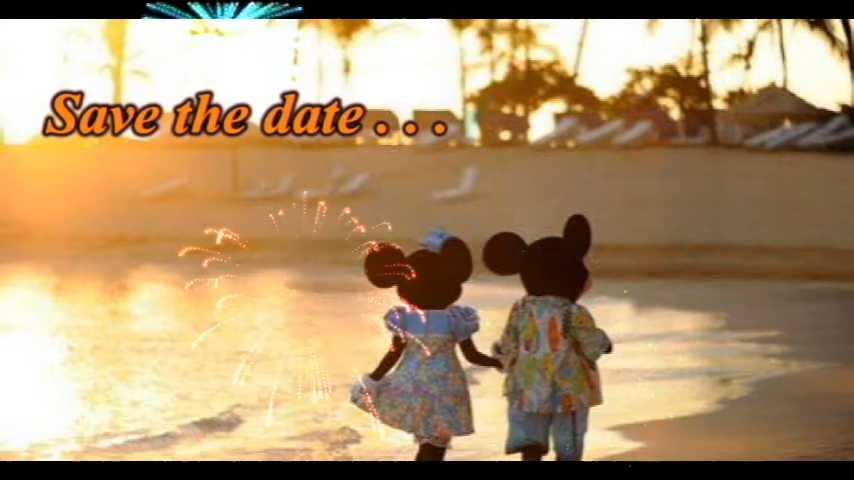 Save the date . . .